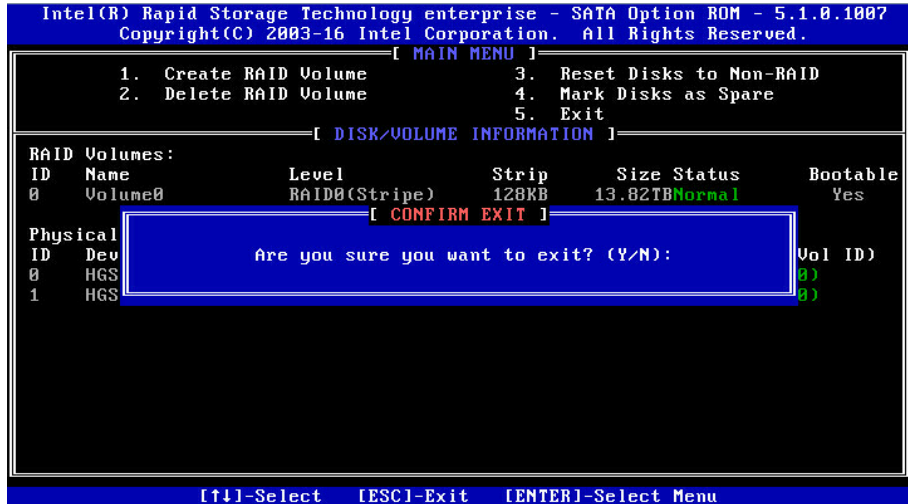 Intel(R) Rapid Storage Technology enterprise - SATA Option ROM - 5.1.0.1007
Copyright(C) 2003-16 Intel Corporation. All Rights Reserved.
[ MAIN MENU ]
1. Create RAID Volume 3. Reset Disks to Non-RAID
2. Delete RAID Volume 4. Mark Disks as Spare
5. Exit
[ DISK/VOLUME INFORMATION ]
RAID Volumes:
ID Name Level Strip Size Status Bootable
0 Volume0 RAID0(Stripe) 128KB 13.82TB Normal Yes
[ CONFIRM EXIT ]
Physical
ID Dev Are you sure you want to exit? (Y/N): Vol ID)
0 HGS 0)
1 HGS 0)
[↑↓]-Select [ESC]-Exit [ENTER]-Select Menu